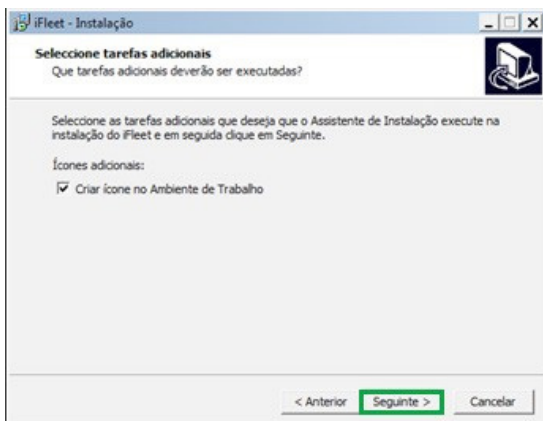 iFleet - Instalação
Seleccione tarefas adicionais
Que tarefas adicionais deverão ser executadas?
Seleccione as tarefas adicionais que deseja que o Assistente de Instalação execute na
instalação do iFleet e em seguida clique em Seguinte.
Ícones adicionais:
Criar ícone no Ambiente de Trabalho
< Anterior Seguinte > Cancelar